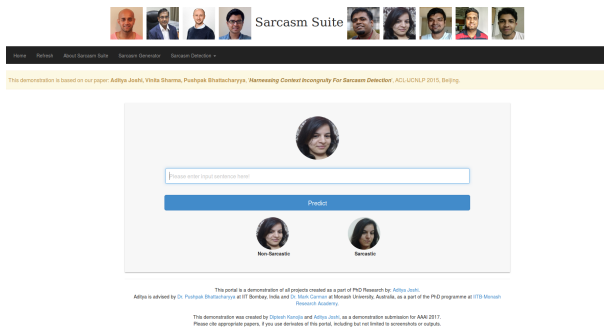 Sarcasm Suite
Home Refresh About Sarcasm Suite Sarcasm Generator Sarcasm Detection
This demonstration is based on our paper: Aditya Joshi, Vinita Sharma, Pushpak Bhattacharyya, 'Harnessing Context Incongruity For Sarcasm Detection', ACL-IJCNLP 2015, Beijing.
Please enter input sentence here!
Predict
Non-Sarcastic Sarcastic
This portal is a demonstration of all projects created as a part of PhD Research by: Aditya Joshi.
Aditya is advised by Dr. Pushpak Bhattacharyya at IIT Bombay, India and Dr. Mark Carman at Monash University, Australia, as a part of the PhD programme at IITB Monash
Research Academy.
This demonstration was created by Diptesh Kanojia and Aditya Joshi, as a demonstration submission for AAAI 2017.
Please cite appropriate papers, if you use derivates of this portal, including but not limited to screenshots or outputs.